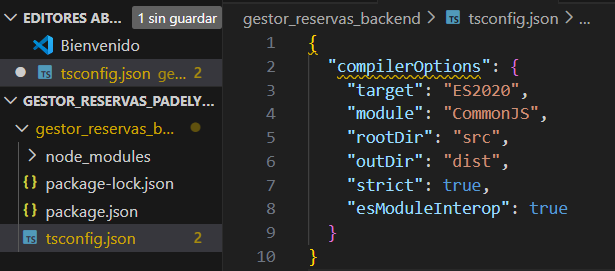 EDITORES AB... 1 sin guardar
Bienvenido
TS tsconfig.json ge... 2
GESTOR_RESERVAS_PADELY...
gestor_reservas_b...
node_modules
{} package-lock.json
{} package.json
TS tsconfig.json 2
gestor_reservas_backend > TS tsconfig.json > ...
1 {
2 "compilerOptions": {
3 "target": "ES2020",
4 "module": "CommonJS",
5 "rootDir": "src",
6 "outDir": "dist",
7 "strict": true,
8 "esModuleInterop": true
9 }
10 }